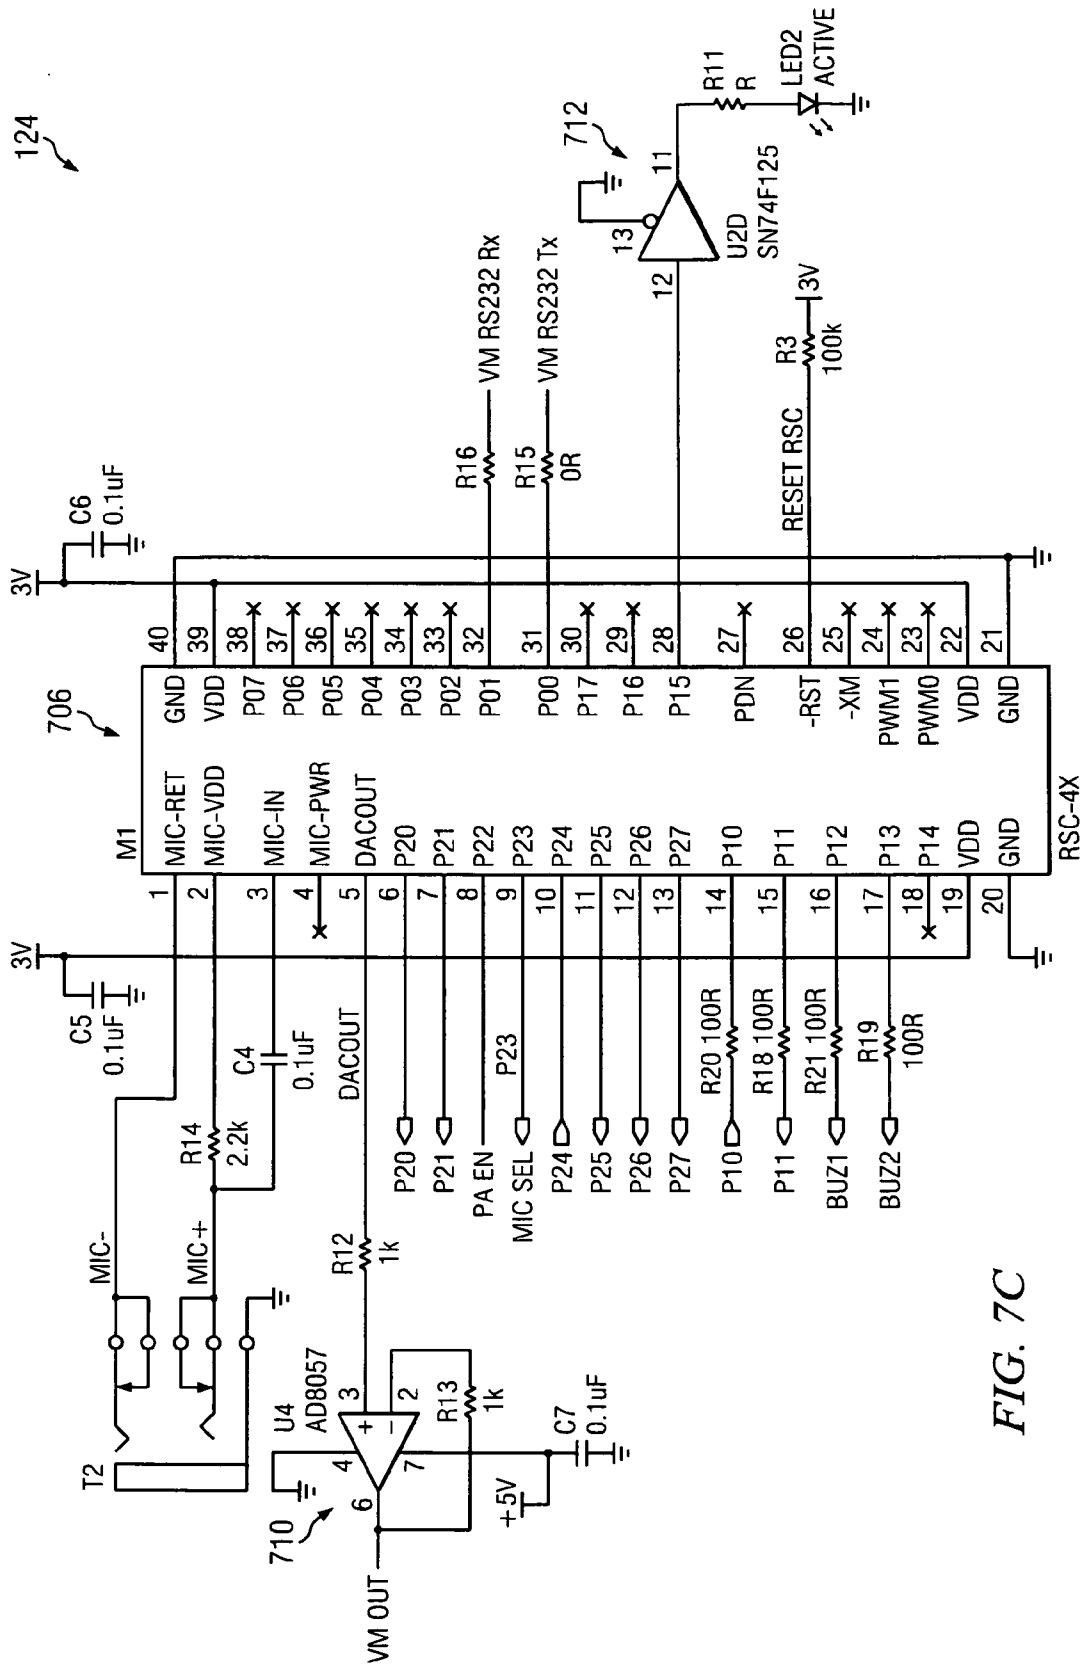 124
706
M1
RSC-4X
1 MIC-RET
2 MIC-VDD
3 MIC-IN
4 MIC-PWR
5 DACOUT
6 P20
7 P21
8 P22
9 P23
10 P24
11 P25
12 P26
13 P27
14 P10
15 P11
16 P12
17 P13
18 P14
19 VDD
20 GND
40 GND
39 VDD
38 P07
37 P06
36 P05
35 P04
34 P03
33 P02
32 P01
31 P00
30 P17
29 P16
28 P15
27 PDN
26 -RST
25 -XM
24 PWM1
23 PWM0
22 VDD
21 GND
3V
C5
0.1uF
3V
C6
0.1uF
T2
MIC-
MIC+
R14
2.2k
C4
0.1uF
DACOUT
R12
1k
U4
AD8057
3
+
2
-
4
7
6
710
R13
1k
+5V
C7
0.1uF
VM OUT
P20
P21
PA EN
MIC SEL
P23
P24
P25
P26
P27
P10
R20 100R
P11
R18 100R
BUZ1
R21 100R
BUZ2
R19
100R
R16
VM RS232 Rx
R15
0R
VM RS232 Tx
712
13
12
11
U2D
SN74F125
R11
R
LED2
ACTIVE
RESET RSC
R3
100k
3V
FIG. 7C